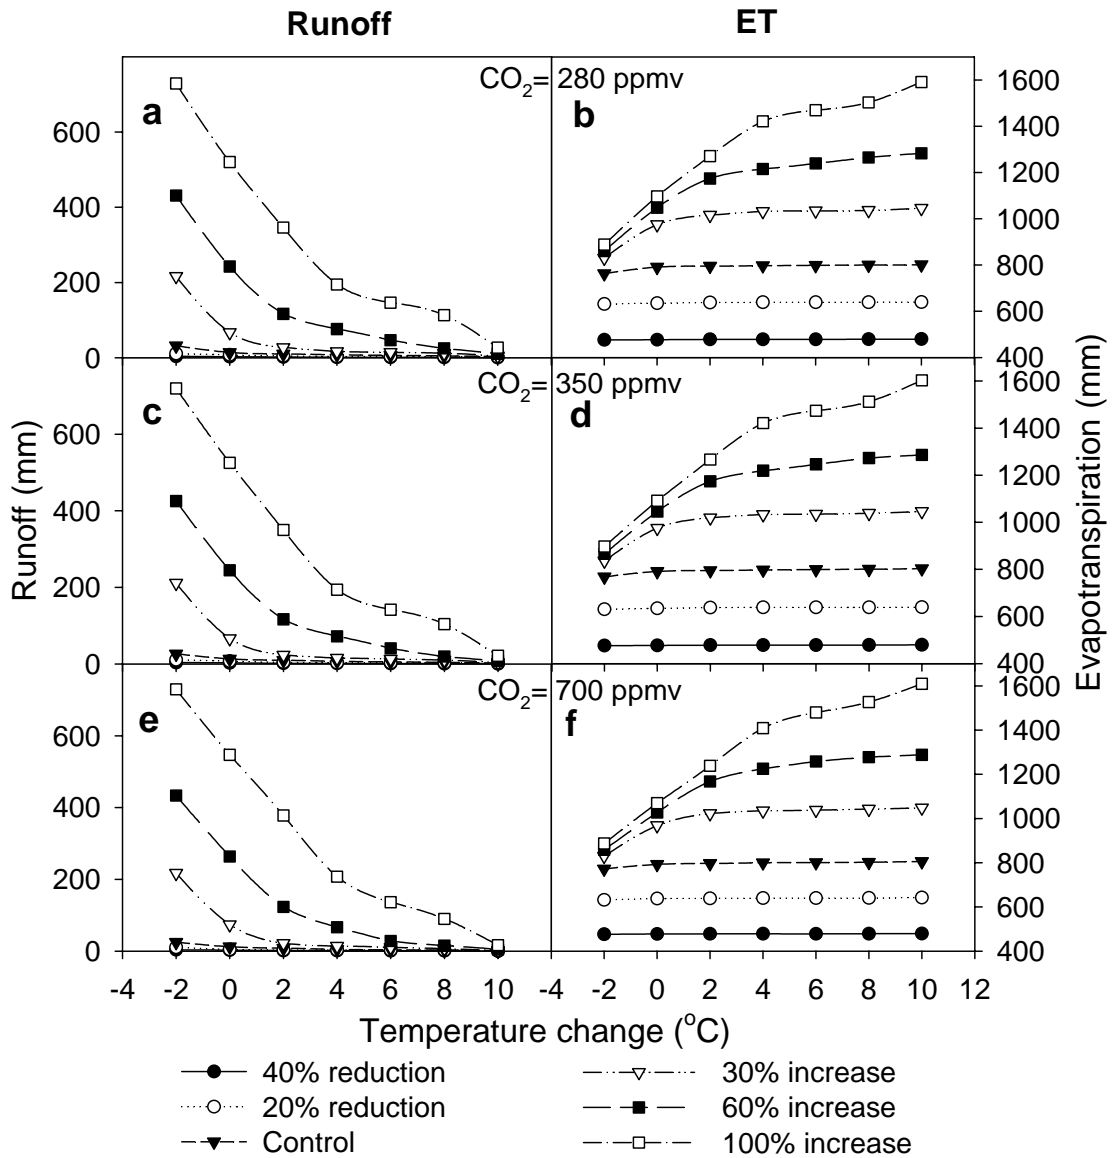 Runoff ET
CO2= 280 ppmv
a b
600
400
200
0
1600
1400
1200
1000
800
600
400
CO2= 350 ppmv
c d
600
400
200
0
1600
1400
1200
1000
800
600
400
CO2= 700 ppmv
e f
600
400
200
0
1600
1400
1200
1000
800
600
400
Runoff (mm)
Evapotranspiration (mm)
-4 -2 0 2 4 6 8 10 -4 -2 0 2 4 6 8 10 12
Temperature change (oC)
40% reduction 30% increase
20% reduction 60% increase
Control 100% increase